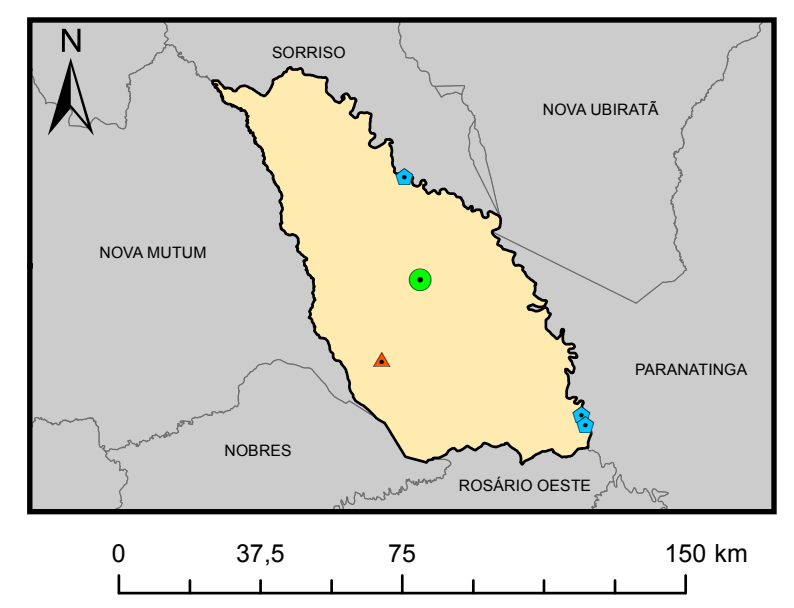 N
SORRISO
NOVA UBIRATÃ
NOVA MUTUM
PARANATINGA
NOBRES
ROSÁRIO OESTE
0 37,5 75 150 km